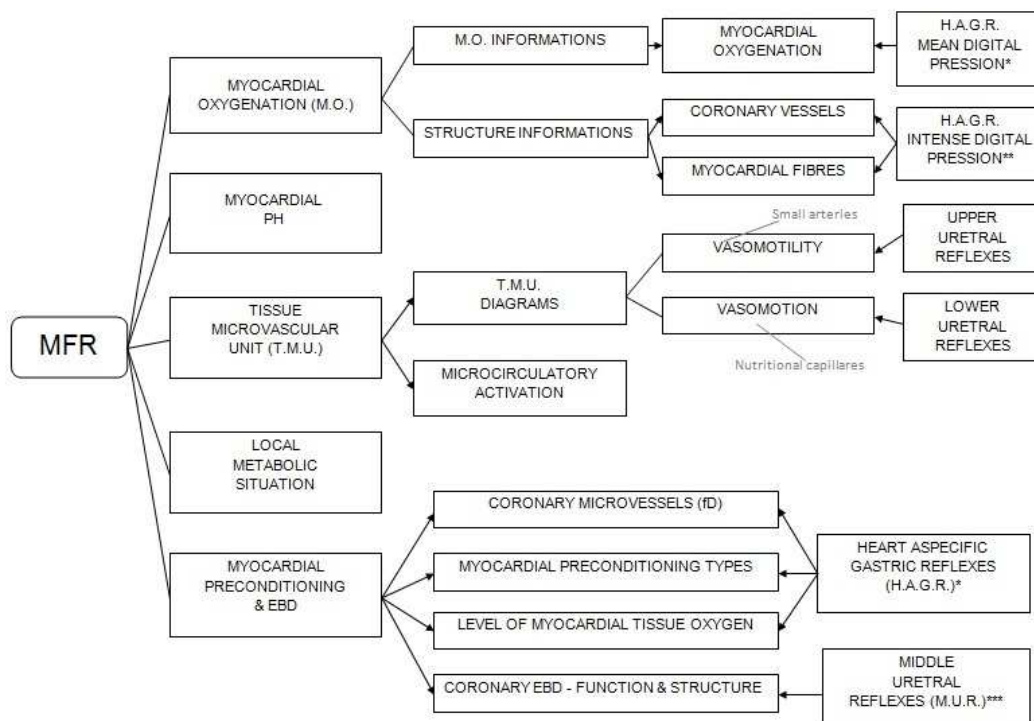 M.O. INFORMATIONS
MYOCARDIAL
OXYGENATION
H.A.G.R.
MEAN DIGITAL
PRESSION*
MYOCARDIAL
OXYGENATION (M.O.)
STRUCTURE INFORMATIONS
CORONARY VESSELS
MYOCARDIAL FIBRES
H.A.G.R.
INTENSE DIGITAL
PRESSION**
MYOCARDIAL
PH
Small arteries
VASOMOTILITY
UPPER
URETRAL
REFLEXES
MFR
TISSUE
MICROVASCULAR
UNIT (T.M.U.)
T.M.U.
DIAGRAMS
VASOMOTION
LOWER
URETRAL
REFLEXES
Nutritional capillares
MICROCIRCULATORY
ACTIVATION
LOCAL
METABOLIC
SITUATION
MYOCARDIAL
PRECONDITIONING
& EBD
CORONARY MICROVESSELS (fD)
MYOCARDIAL PRECONDITIONING TYPES
LEVEL OF MYOCARDIAL TISSUE OXYGEN
CORONARY EBD - FUNCTION & STRUCTURE
HEART ASPECIFIC
GASTRIC REFLEXES
(H.A.G.R.)*
MIDDLE
URETRAL
REFLEXES (M.U.R.)***